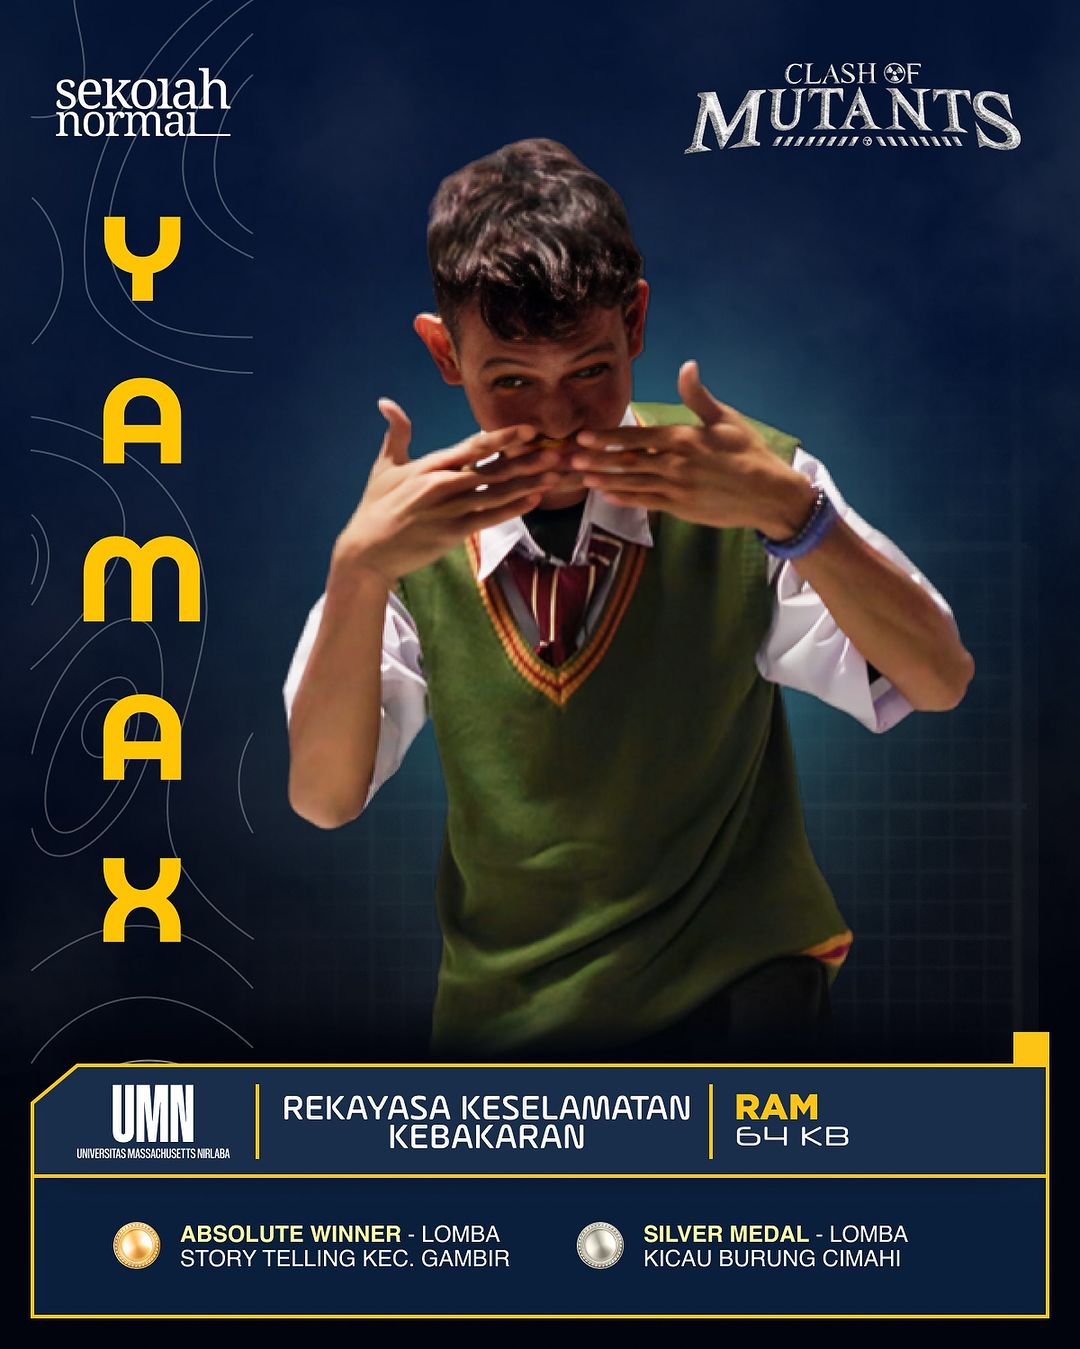 sekolah
normal
CLASH OF
MUTANTS
YAMAX
UMN
UNIVERSITAS MASSACHUSETTS NIRLABA
REKAYASA KESELAMATAN
KEBAKARAN
RAM
64 KB
ABSOLUTE WINNER - LOMBA
STORY TELLING KEC. GAMBIR
SILVER MEDAL - LOMBA
KICAU BURUNG CIMAHI